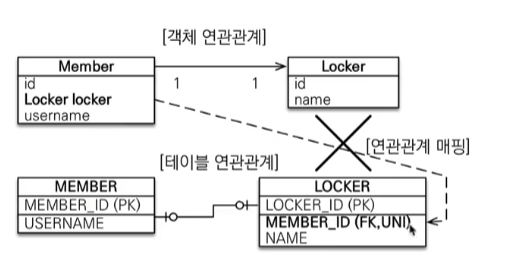 [객체 연관관계]
Member
id
Locker locker
username
1
1
Locker
id
name
[연관관계 매핑]
[테이블 연관관계]
MEMBER
MEMBER_ID (PK)
USERNAME
LOCKER
LOCKER_ID (PK)
MEMBER_ID (FK,UNI)
NAME